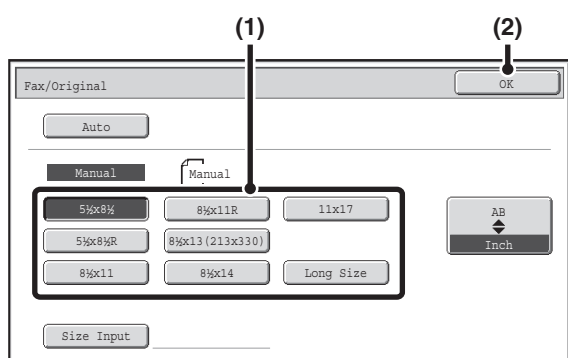 (1) (2)
Fax/Original OK
Auto
Manual Manual
5½x8½ 8½x11R 11x17
5½x8½R 8½x13(213x330)
8½x11 8½x14 Long Size
AB
Inch
Size Input